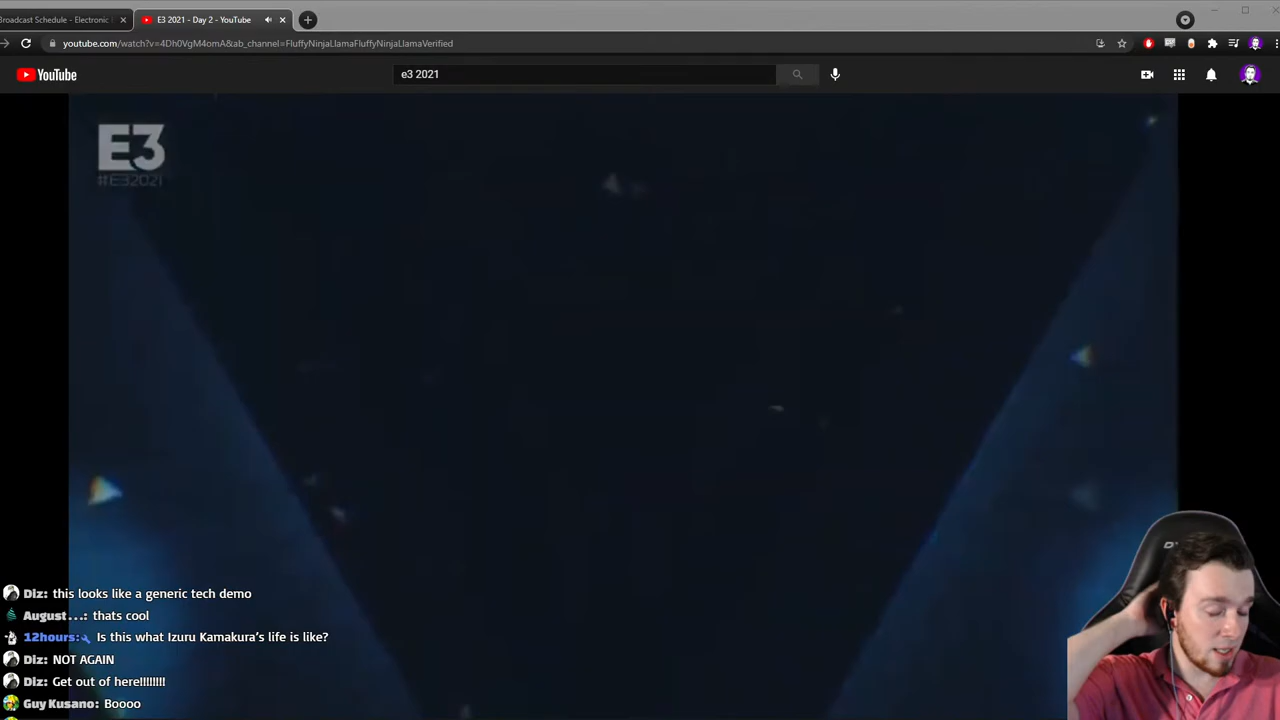 Broadcast Schedule - Electronic
E3 2021 - Day 2 - YouTube
youtube.com/watch?v=4Dh0VgM4omA&ab_channel=FluffyNinjaLlamaFluffyNinjaLlamaVerified
YouTube
e3 2021
E3
#E32021
Diz: this looks like a generic tech demo
August...: thats cool
12hours: Is this what Izuru Kamakura's life is like?
Diz: NOT AGAIN
Diz: Get out of here!!!!!!!!
Guy Kusano: Boooo